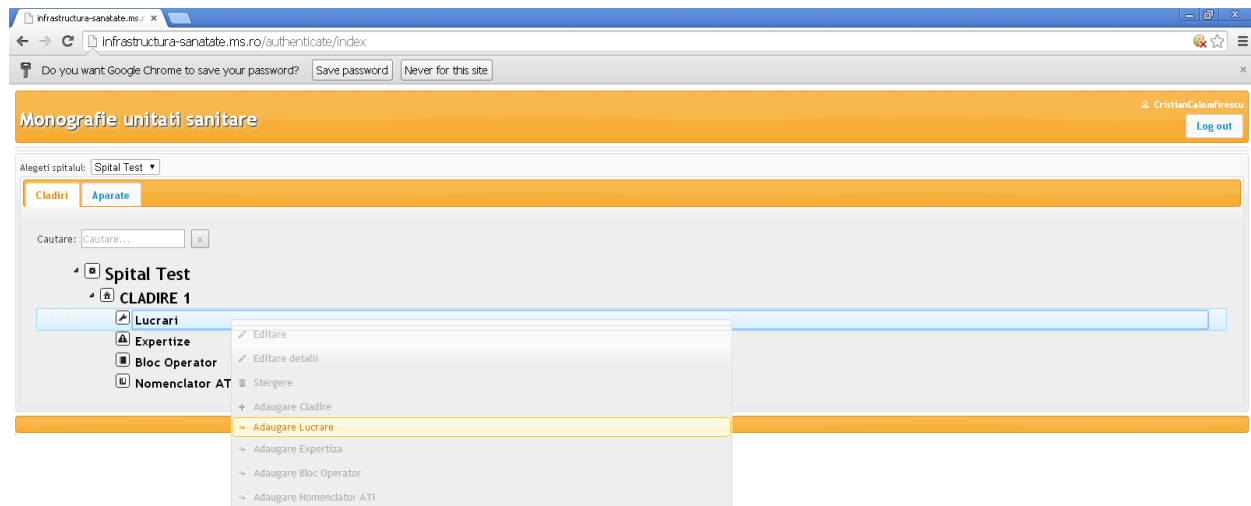 infrastructura-sanatate.ms.r
infrastructura-sanatate.ms.ro/authenticate/index
Do you want Google Chrome to save your password? Save password Never for this site
CristianCalomfirescu
Monografie unitati sanitare
Log out
Alegeti spitalul: Spital Test
Cladiri Aparate
Cautare: Cautare... x
Spital Test
CLADIRE 1
Lucrari
Expertize
Bloc Operator
Nomenclator AT
Editare
Editare detalii
Stergere
Adaugare Cladire
Adaugare Lucrare
Adaugare Expertiza
Adaugare Bloc Operator
Adaugare Nomenclator ATI